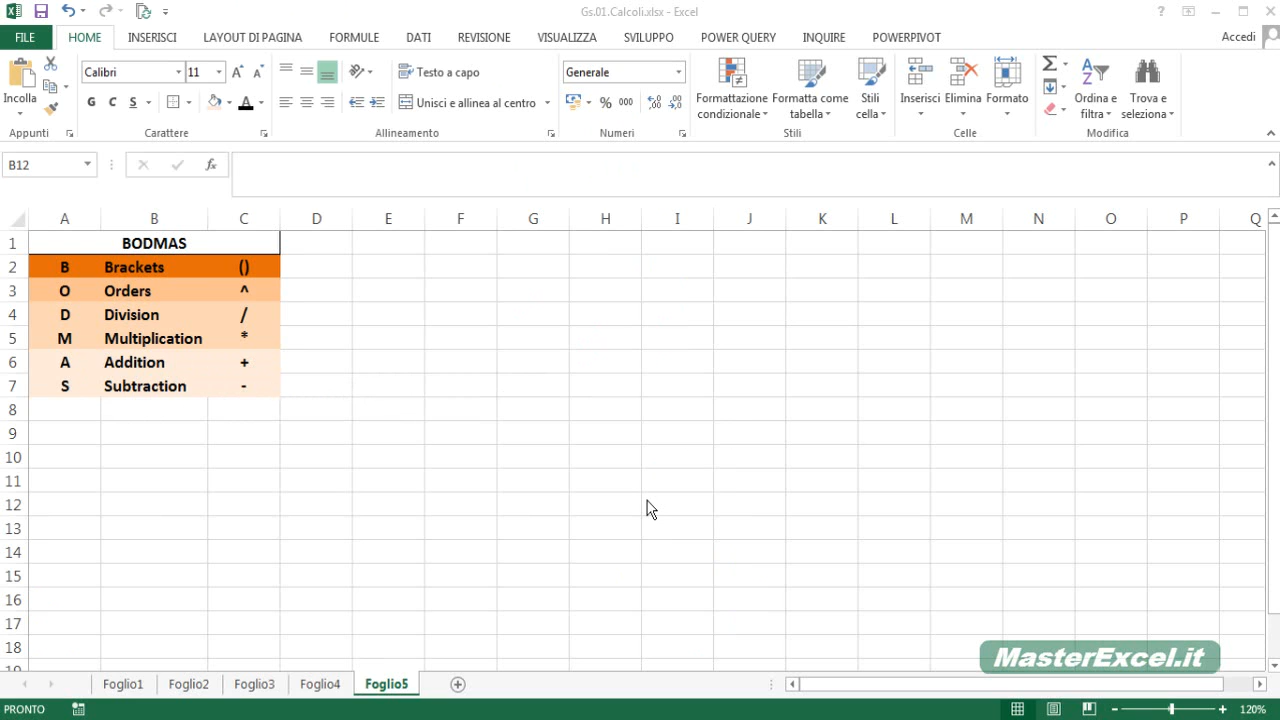 Gs.01.Calcoli.xlsx - Excel
?
FILE HOME INSERISCI LAYOUT DI PAGINA FORMULE DATI REVISIONE VISUALIZZA SVILUPPO POWER QUERY INQUIRE POWERPIVOT Accedi
Calibri 11 Testo a capo Generale
Incolla G C S A Unisci e allinea al centro % 000 Formattazione condizionale Formatta come tabella Stili cella Inserisci Elimina Formato Ordina e filtra Trova e seleziona
Appunti Carattere Allineamento Numeri Stili Celle Modifica
B12 fx
A B C D E F G H I J K L M N O P Q
1 BODMAS
2 B Brackets ()
3 O Orders ^
4 D Division /
5 M Multiplication *
6 A Addition +
7 S Subtraction -
8
9
10
11
12
13
14
15
16
17
18
MasterExcel.it
Foglio1 Foglio2 Foglio3 Foglio4 Foglio5
PRONTO 120%